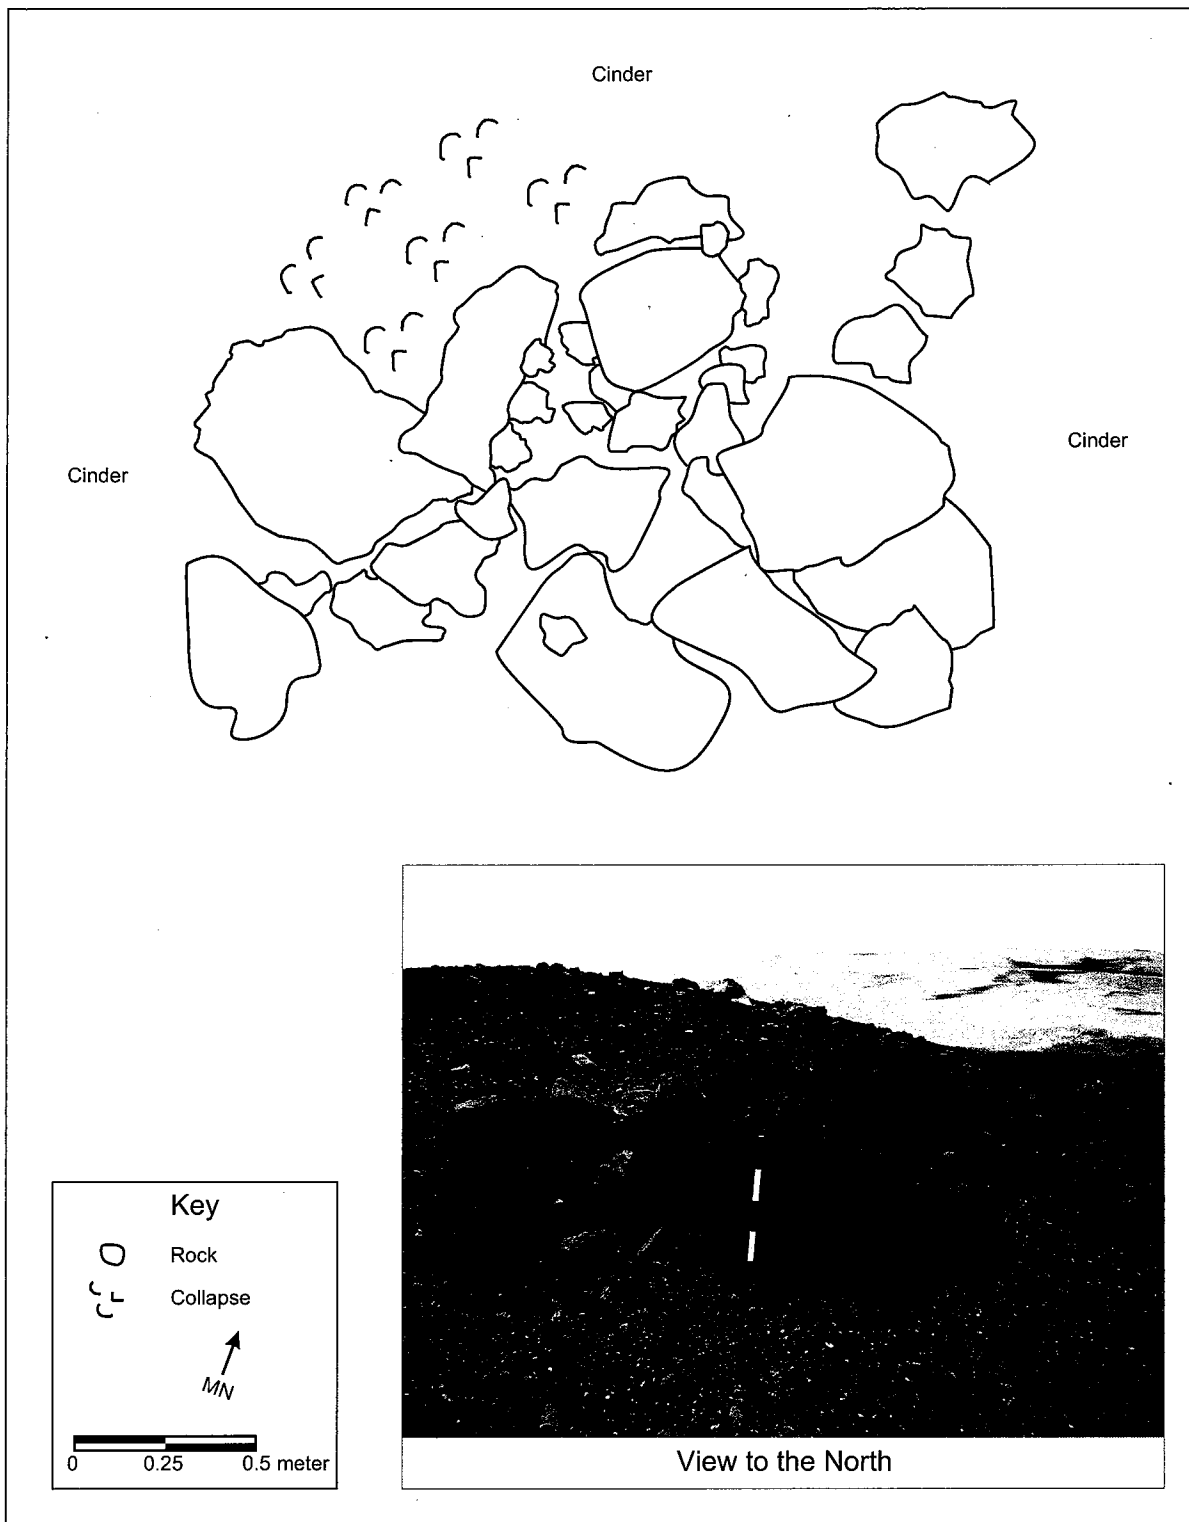 Cinder
Cinder
Cinder
Key
Rock
Collapse
MN
0 0.25 0.5 meter
View to the North